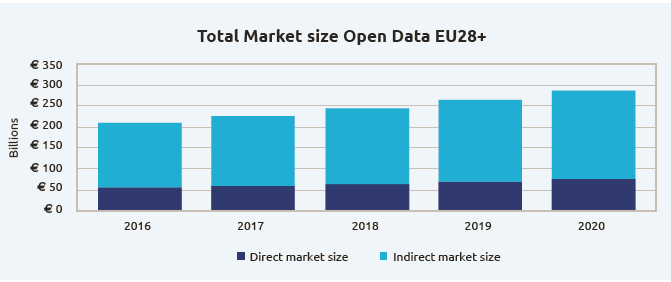 Total Market size Open Data EU28+
Billions
€ 350
€ 300
€ 250
€ 200
€ 150
€ 100
€ 50
€ 0
2016 2017 2018 2019 2020
Direct market size Indirect market size